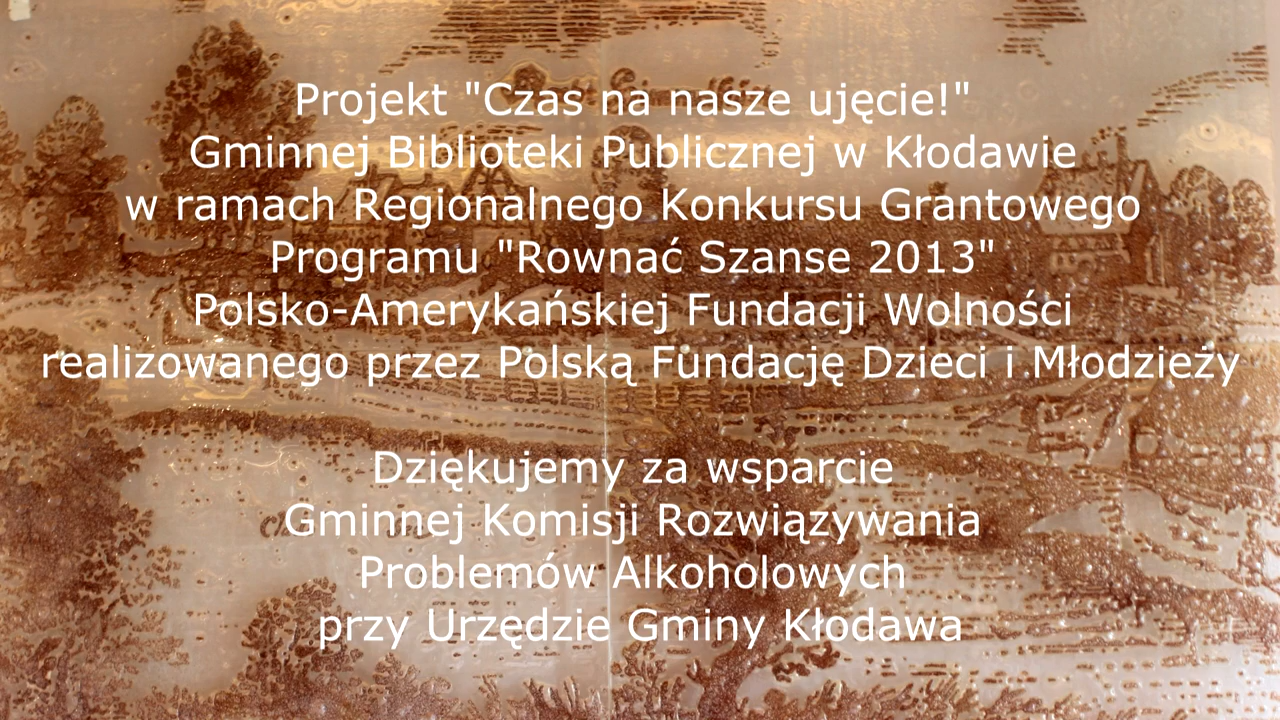 Projekt "Czas na nasze ujęcie!"
Gminnej Biblioteki Publicznej w Kłodawie
w ramach Regionalnego Konkursu Grantowego
Programu "Rownać Szanse 2013"
Polsko-Amerykańskiej Fundacji Wolności
realizowanego przez Polską Fundację Dzieci i Młodzieży
Dziękujemy za wsparcie
Gminnej Komisji Rozwiązywania
Problemów Alkoholowych
przy Urzędzie Gminy Kłodawa